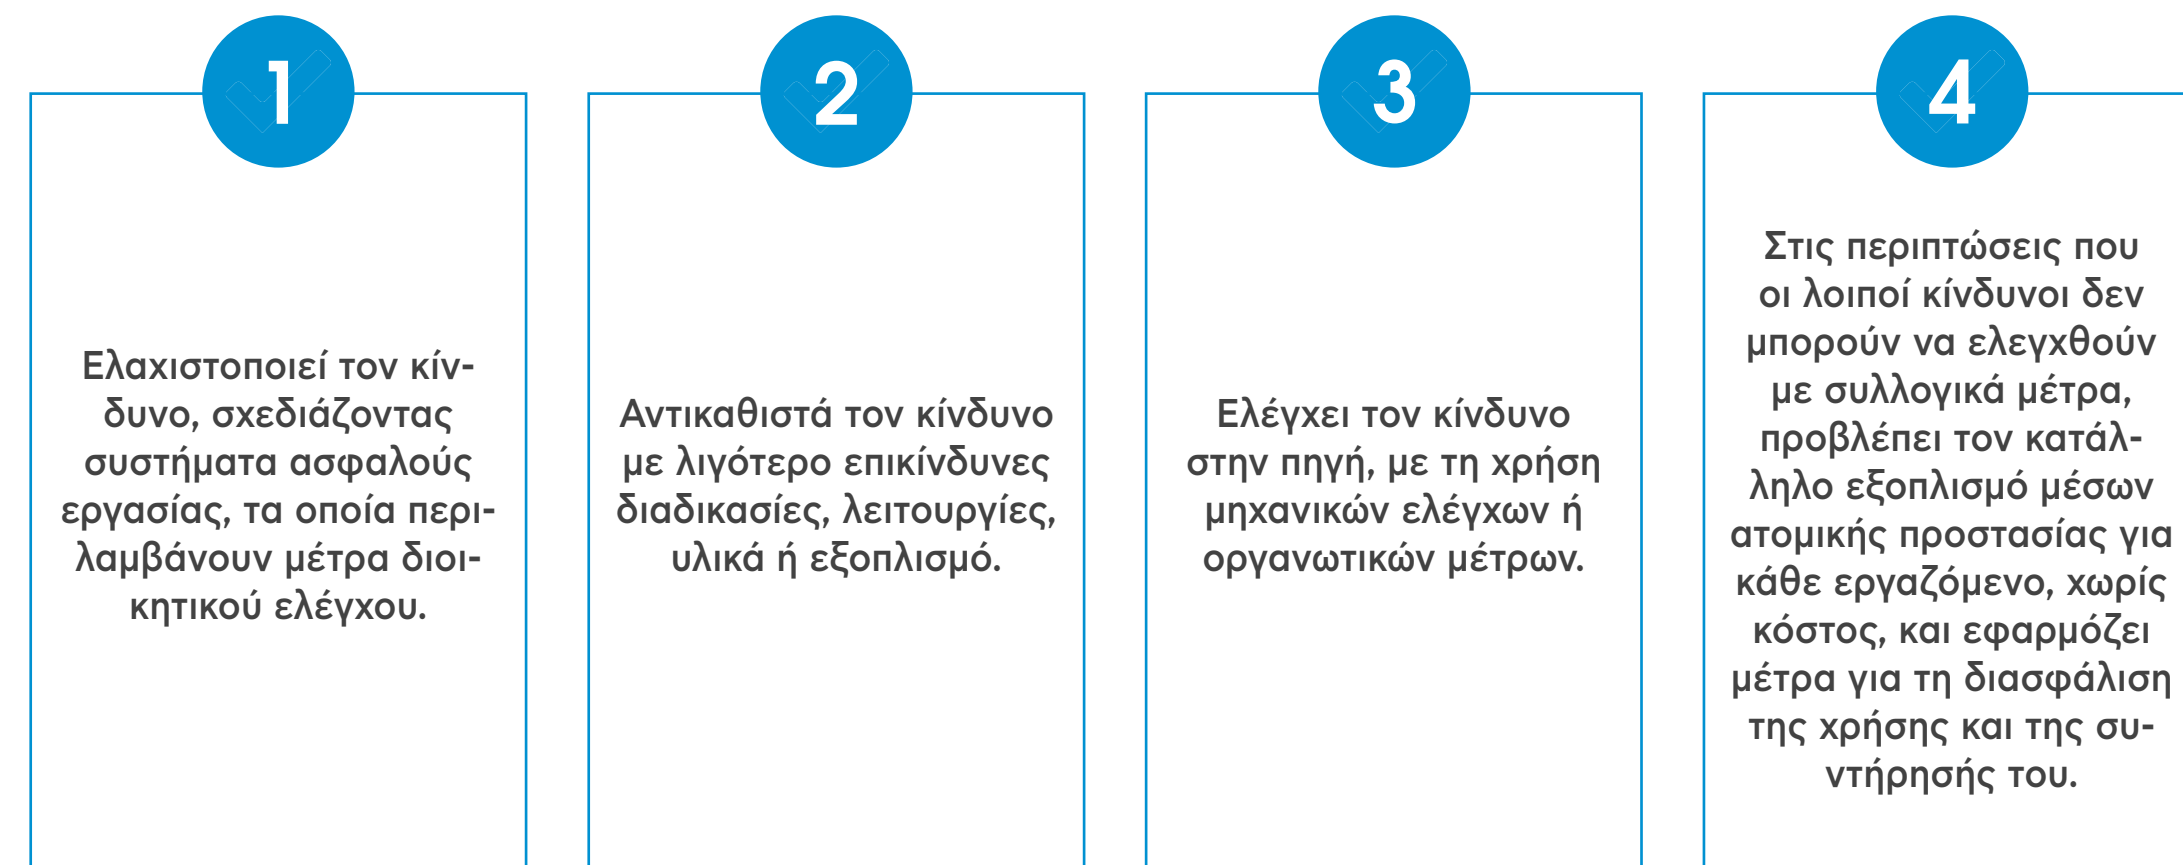 1
Ελαχιστοποιεί τον κίν-
δυνο, σχεδιάζοντας
συστήματα ασφαλούς
εργασίας, τα οποία περι-
λαμβάνουν μέτρα διοι-
κητικού ελέγχου.
2
Αντικαθιστά τον κίνδυνο
με λιγότερο επικίνδυνες
διαδικασίες, λειτουργίες,
υλικά ή εξοπλισμό.
3
Ελέγχει τον κίνδυνο
στην πηγή, με τη χρήση
μηχανικών ελέγχων ή
οργανωτικών μέτρων.
4
Στις περιπτώσεις που
οι λοιποί κίνδυνοι δεν
μπορούν να ελεγχθούν
με συλλογικά μέτρα,
προβλέπει τον κατάλ-
ληλο εξοπλισμό μέσων
ατομικής προστασίας για
κάθε εργαζόμενο, χωρίς
κόστος, και εφαρμόζει
μέτρα για τη διασφάλιση
της χρήσης και της συ-
ντήρησής του.